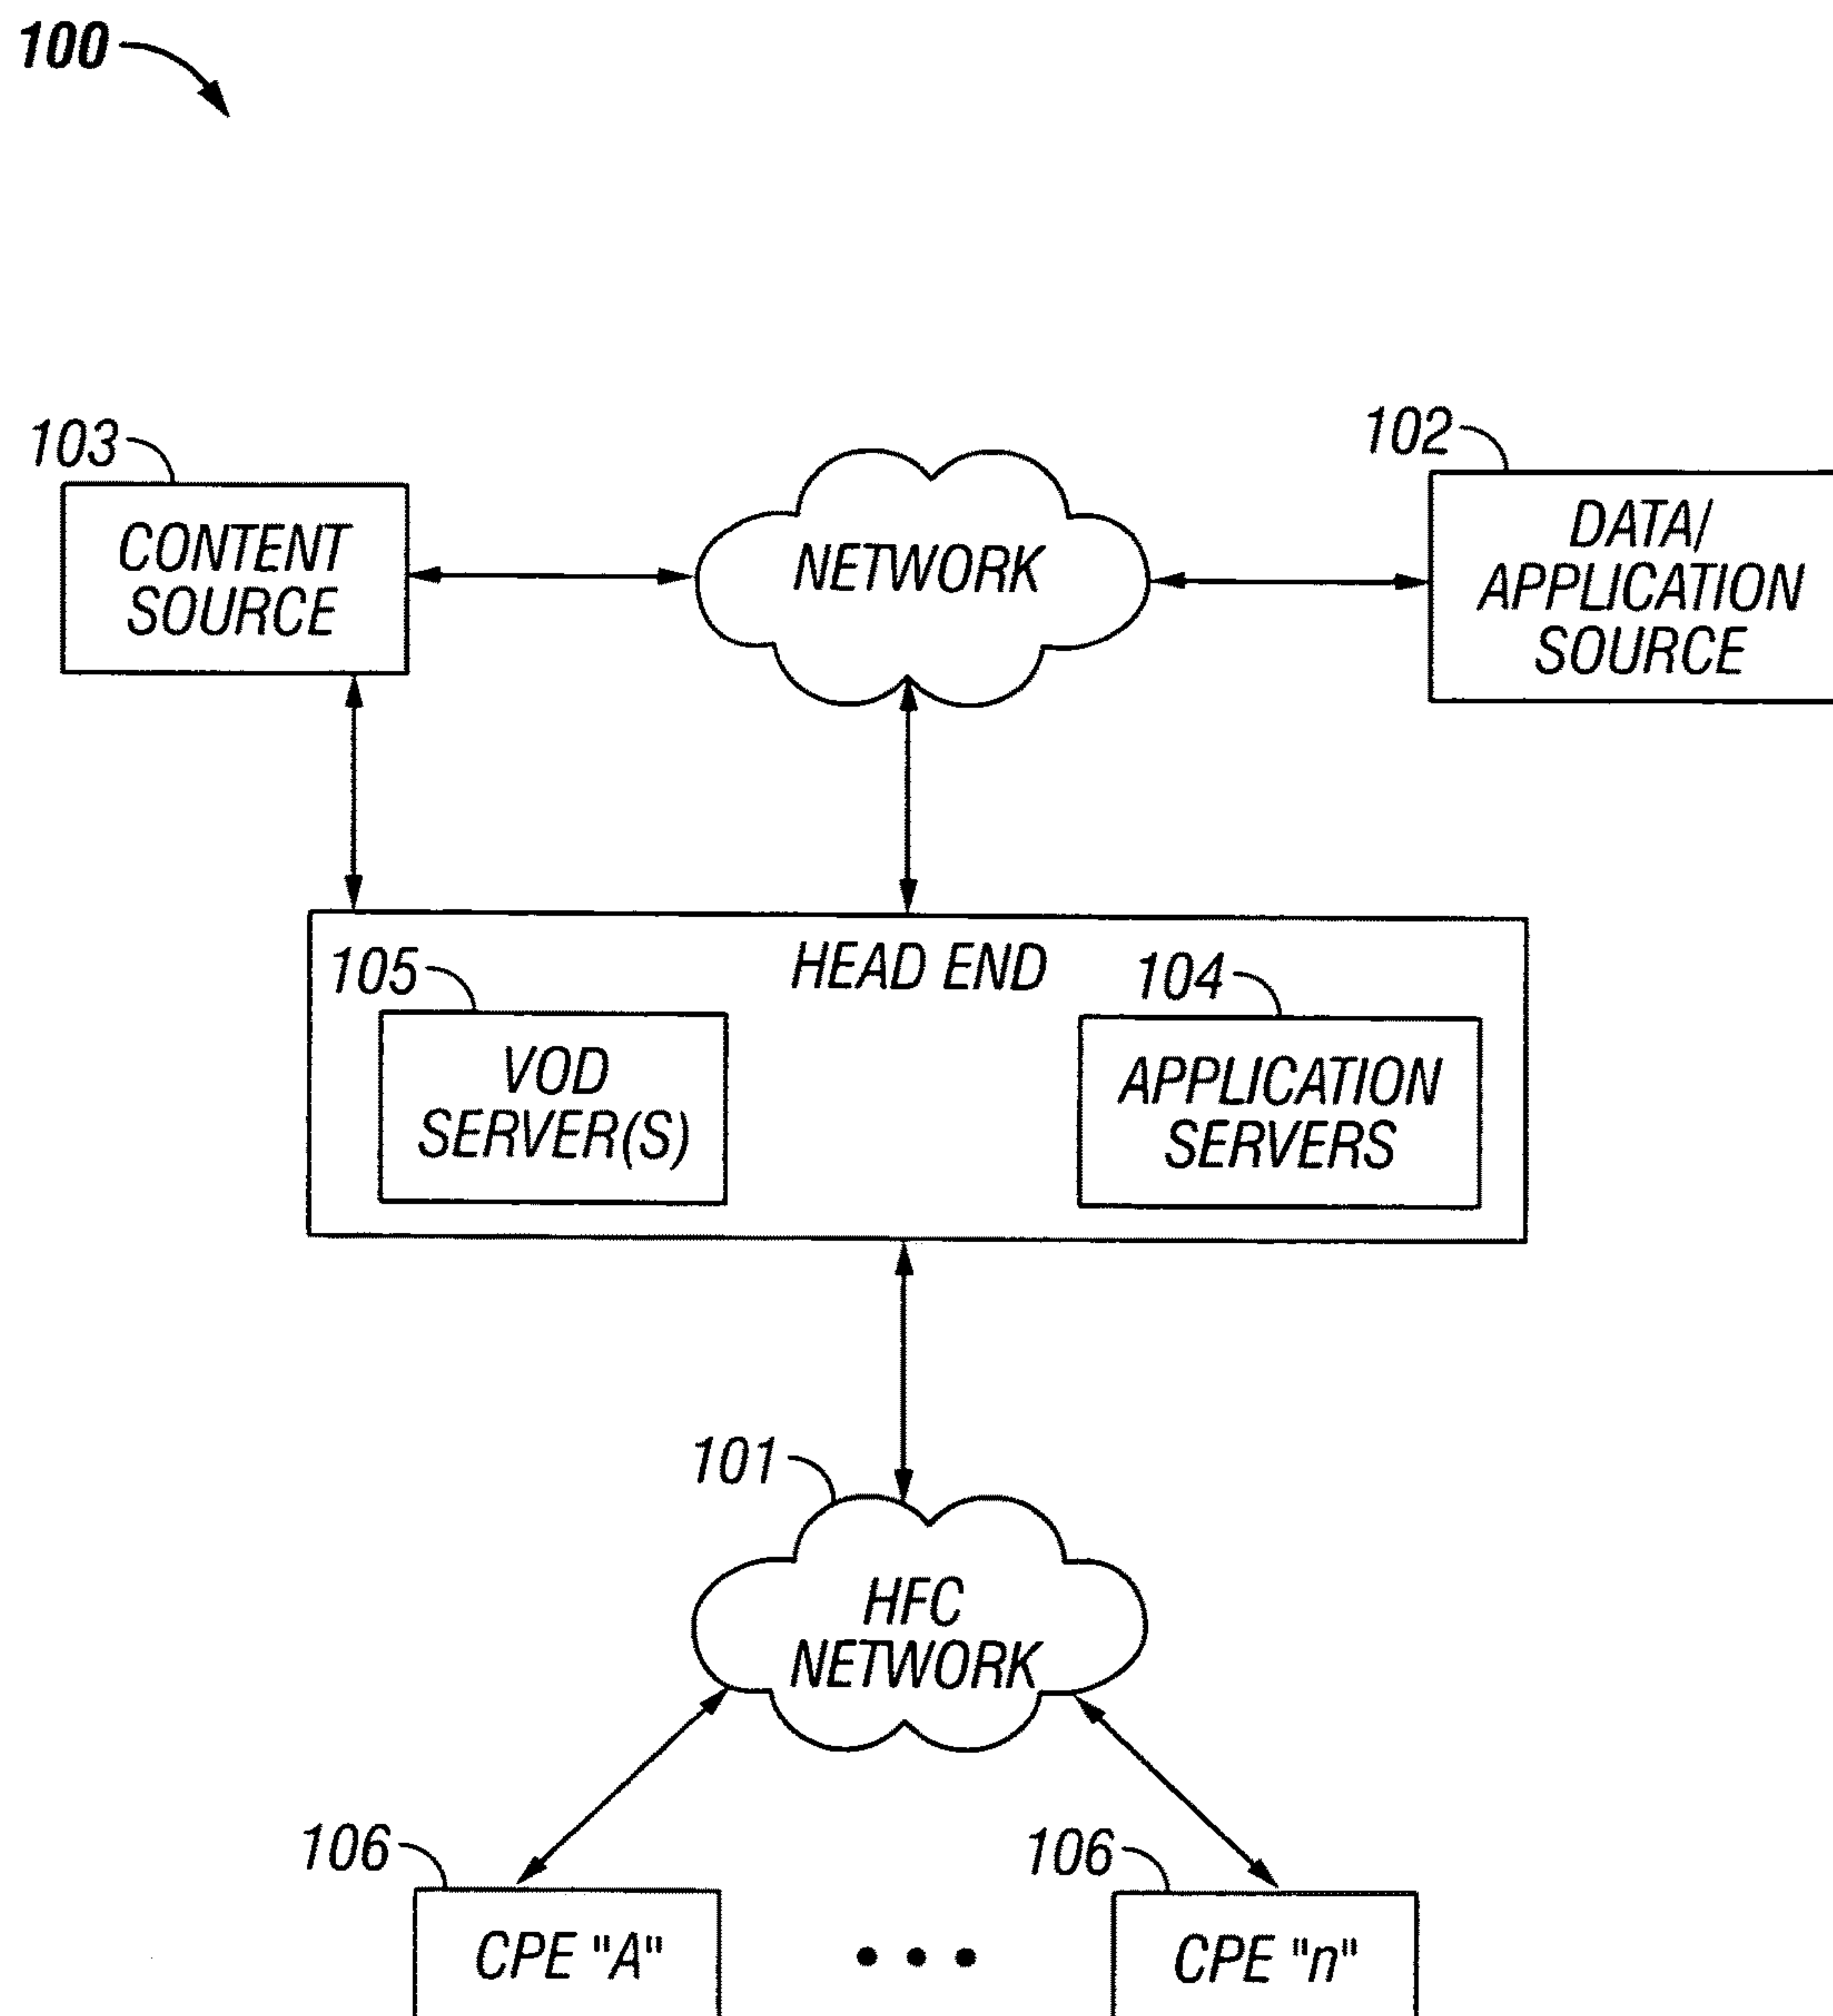 100
103
CONTENT
SOURCE
NETWORK
102
DATA/
APPLICATION
SOURCE
HEAD END
105
VOD
SERVER(S)
104
APPLICATION
SERVERS
101
HFC
NETWORK
106
CPE "A"
• • •
106
CPE "n"